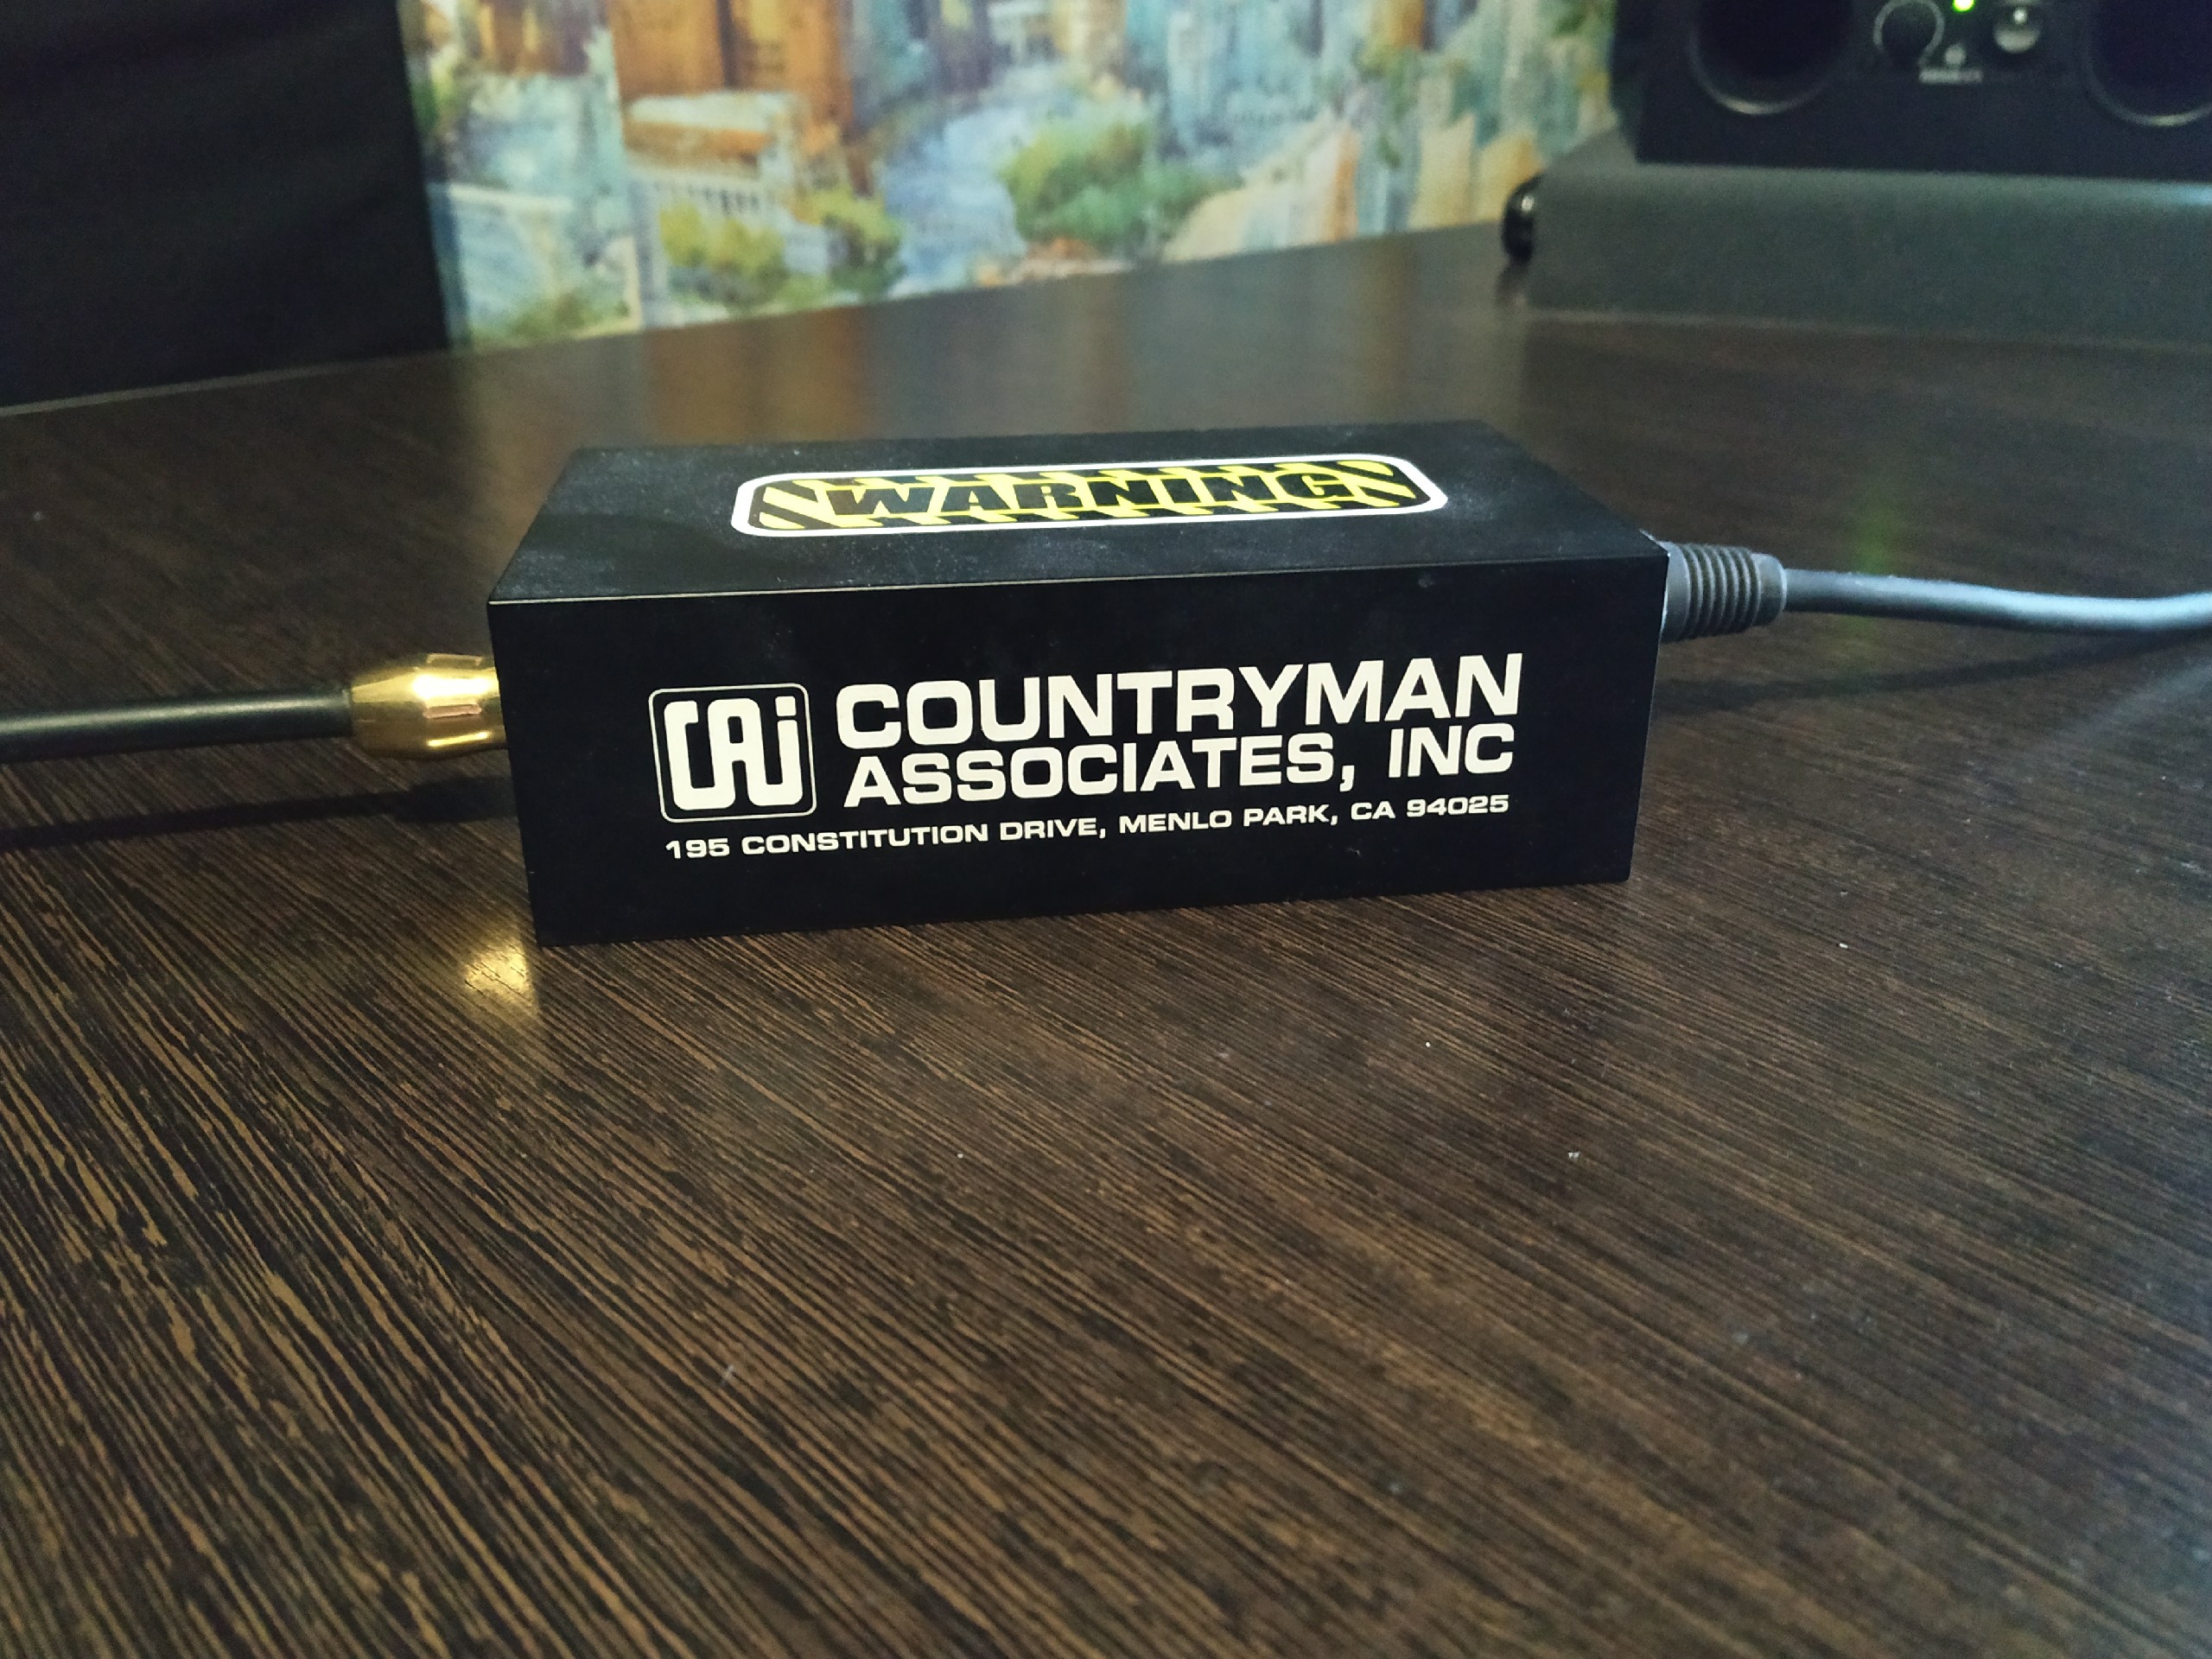 WARNING
CAi
COUNTRYMAN
ASSOCIATES, INC
195 CONSTITUTION DRIVE, MENLO PARK, CA 94025